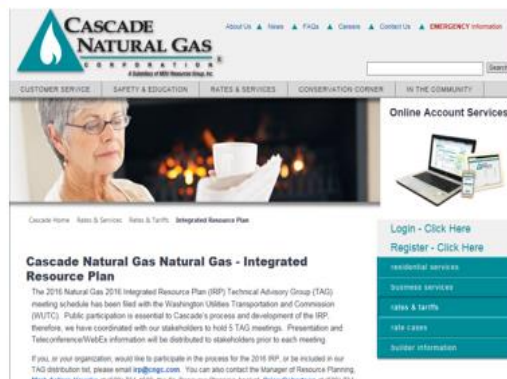 CASCADE
NATURAL GAS
CORPORATION
A Subsidiary of MDU Resources Group, Inc.
About Us News FAQs Careers Contact Us EMERGENCY Information
Search
CUSTOMER SERVICE SAFETY & EDUCATION RATES & SERVICES CONSERVATION CORNER IN THE COMMUNITY
Online Account Services
Cascade Home Rates & Services Rates & Tariffs Integrated Resource Plan
Login - Click Here
Register - Click Here
residential services
business services
rates & tariffs
rate cases
builder information
Cascade Natural Gas Natural Gas - Integrated
Resource Plan
The 2016 Natural Gas 2016 Integrated Resource Plan (IRP) Technical Advisory Group (TAG)
meeting schedule has been filed with the Washington Utilities Transportation and Commission
(WUTC). Public participation is essential to Cascade's process and development of the IRP,
therefore, we have coordinated with our stakeholders to hold 5 TAG meetings. Presentation and
Teleconference/WebEx information will be distributed to stakeholders prior to each meeting.
If you, or your organization, would like to participate in the process for the 2016 IRP, or be included in our
TAG distribution list, please email irp@cngc.com. You can also contact the Manager of Resource Planning,